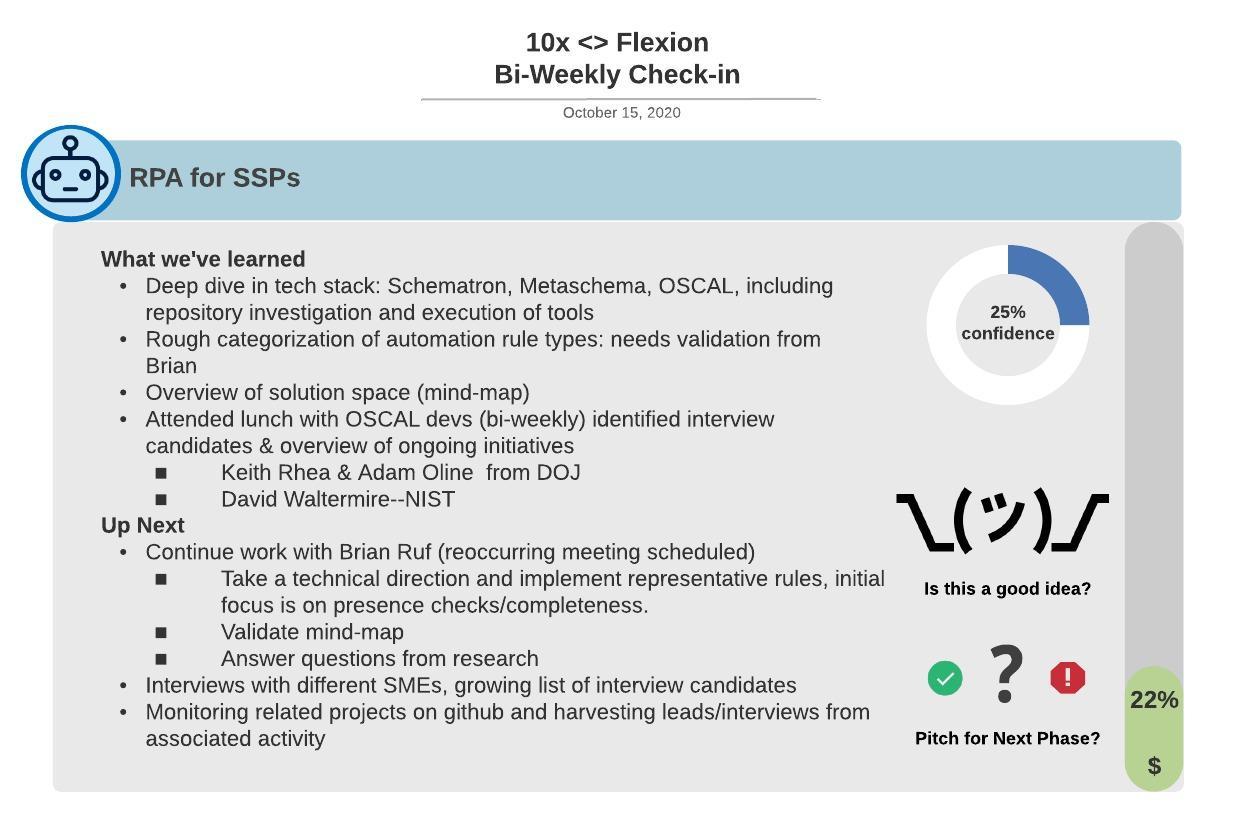 10x <> Flexion
Bi-Weekly Check-in
October 15, 2020
RPA for SSPs
What we've learned
• Deep dive in tech stack: Schematron, Metaschema, OSCAL, including
repository investigation and execution of tools
• Rough categorization of automation rule types: needs validation from
Brian
• Overview of solution space (mind-map)
• Attended lunch with OSCAL devs (bi-weekly) identified interview
candidates & overview of ongoing initiatives
■ Keith Rhea & Adam Oline  from DOJ
■ David Waltermire--NIST
Up Next
• Continue work with Brian Ruf (reoccurring meeting scheduled)
■ Take a technical direction and implement representative rules, initial
focus is on presence checks/completeness.
■ Validate mind-map
■ Answer questions from research
• Interviews with different SMEs, growing list of interview candidates
• Monitoring related projects on github and harvesting leads/interviews from
associated activity
25%
confidence
¯\_(ツ)_/¯
Is this a good idea?
?
!
Pitch for Next Phase?
22%
$